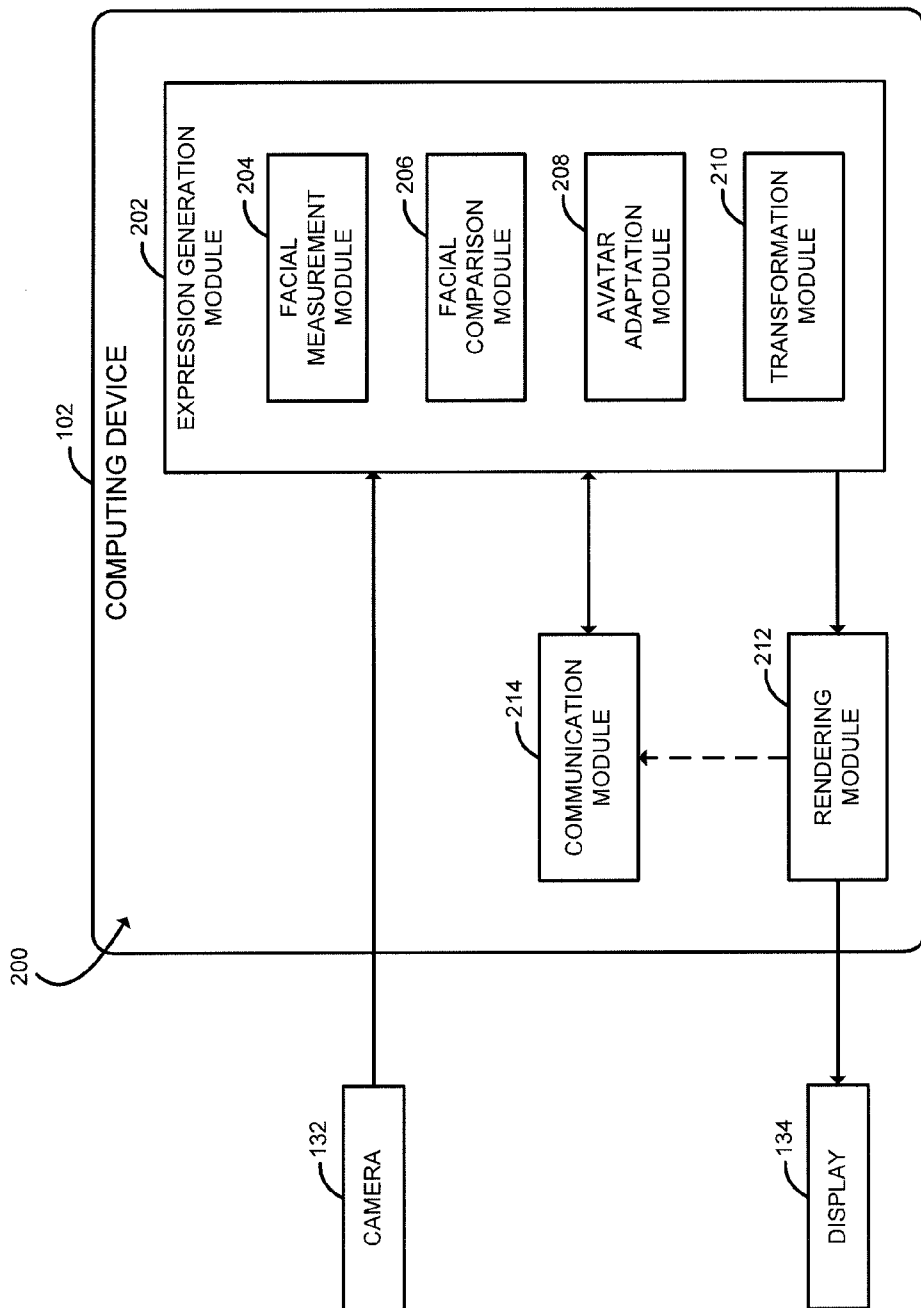 200
102
COMPUTING DEVICE
202
EXPRESSION GENERATION
MODULE
204
FACIAL
MEASUREMENT
MODULE
206
FACIAL
COMPARISON
MODULE
208
AVATAR
ADAPTATION
MODULE
210
TRANSFORMATION
MODULE
132
CAMERA
214
COMMUNICATION
MODULE
134
DISPLAY
212
RENDERING
MODULE